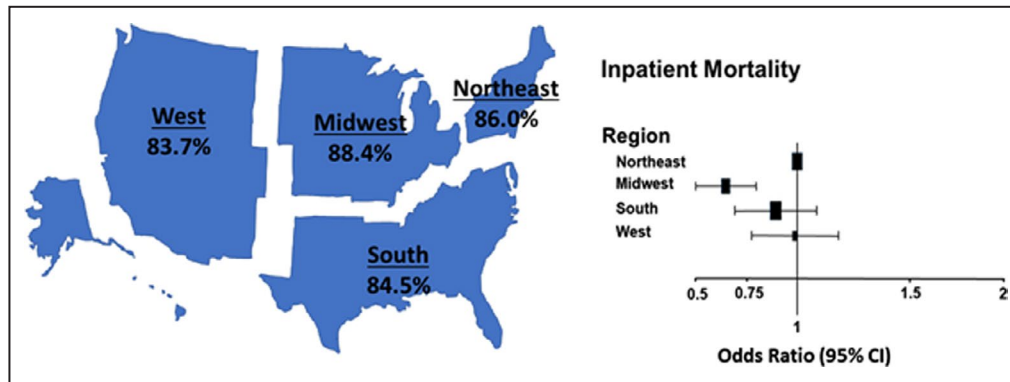 West
83.7%
Midwest
88.4%
Northeast
86.0%
South
84.5%
Inpatient Mortality
Region
Northeast
Midwest
South
West
0.5 0.75 1.5 2
1
Odds Ratio (95% CI)